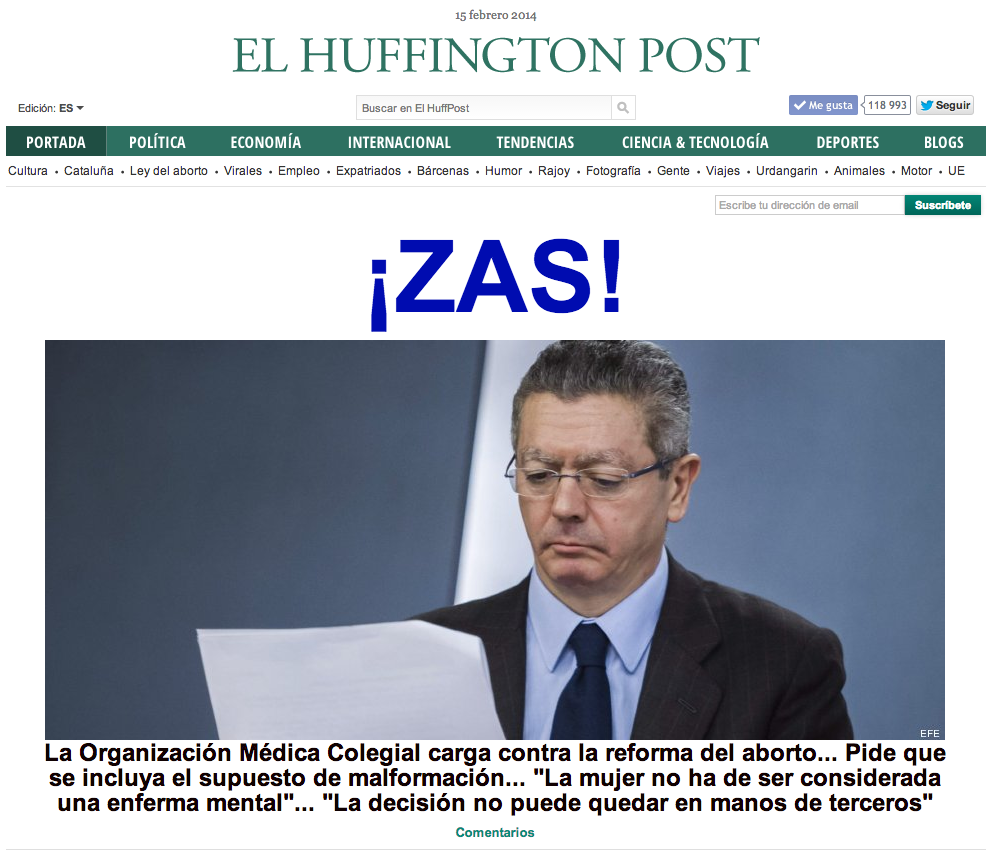 15 febrero 2014
EL HUFFINGTON POST
Edición: ES
Buscar en El HuffPost
Me gusta
118 993
Seguir
PORTADA POLÍTICA ECONOMÍA INTERNACIONAL TENDENCIAS CIENCIA & TECNOLOGÍA DEPORTES BLOGS
Cultura • Cataluña • Ley del aborto • Virales • Empleo • Expatriados • Bárcenas • Humor • Rajoy • Fotografía • Gente • Viajes • Urdangarin • Animales • Motor • UE
Escribe tu dirección de email
Suscríbete
¡ZAS!
EFE
La Organización Médica Colegial carga contra la reforma del aborto... Pide que
se incluya el supuesto de malformación... "La mujer no ha de ser considerada
una enferma mental"... "La decisión no puede quedar en manos de terceros"
Comentarios